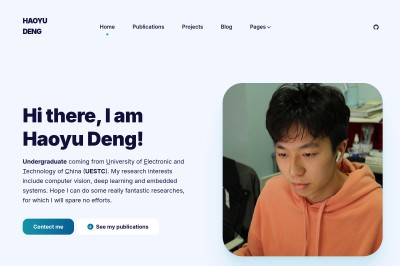 HAOYU
DENG
Home Publications Projects Blog Pages
Hi there, I am
Haoyu Deng!
Undergraduate coming from University of Electronic and
Technology of China (UESTC). My research interests
include computer vision, deep learning and embedded
systems. Hope I can do some really fantastic researches,
for which I will spare no efforts.
Contact me See my publications